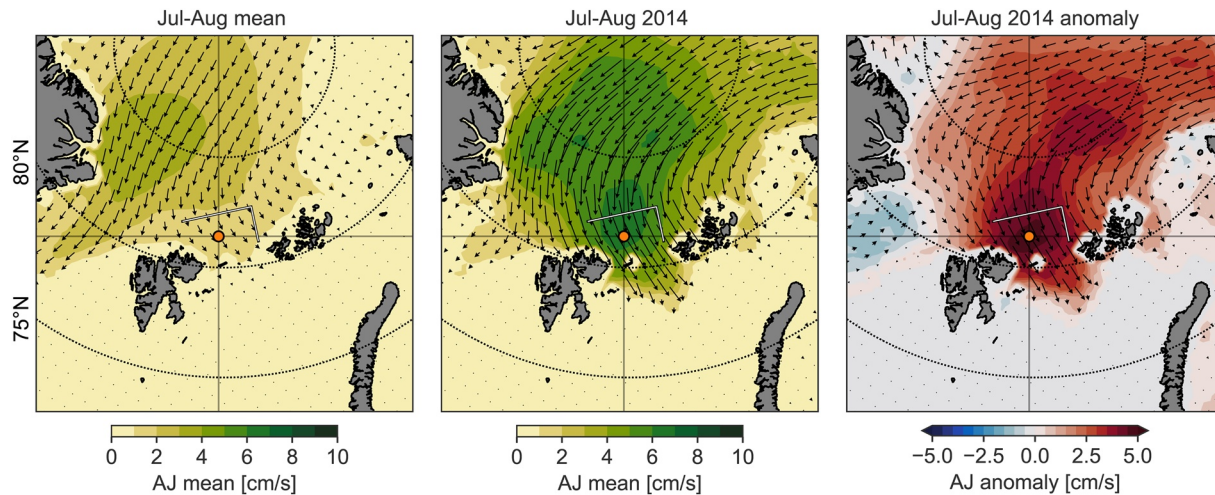 Jul-Aug mean
Jul-Aug 2014
Jul-Aug 2014 anomaly
80°N
75°N
0 2 4 6 8 10
AJ mean [cm/s]
0 2 4 6 8 10
AJ mean [cm/s]
−5.0 −2.5 0.0 2.5 5.0
AJ anomaly [cm/s]